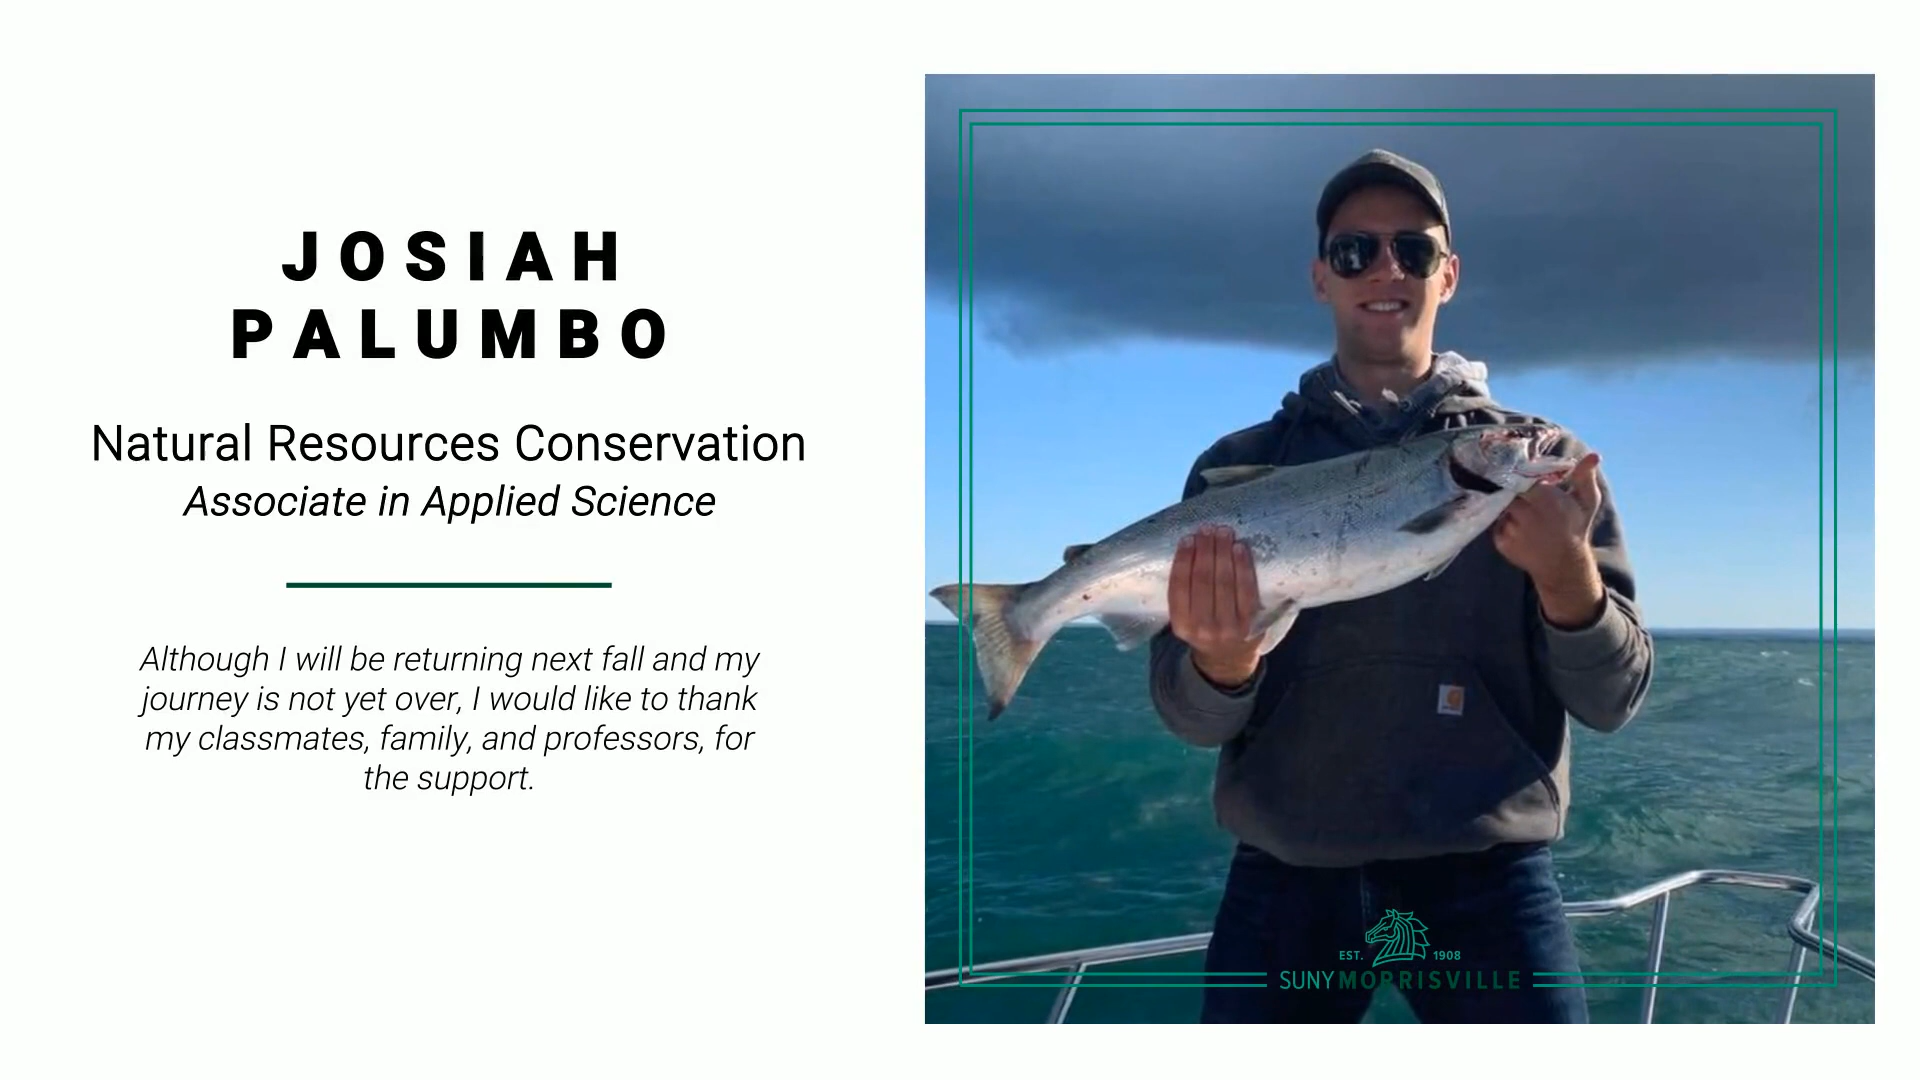 JOSIAH
PALUMBO
Natural Resources Conservation
Associate in Applied Science
Although I will be returning next fall and my
journey is not yet over, I would like to thank
my classmates, family, and professors, for
the support.
EST. 1908
SUNY MORRISVILLE